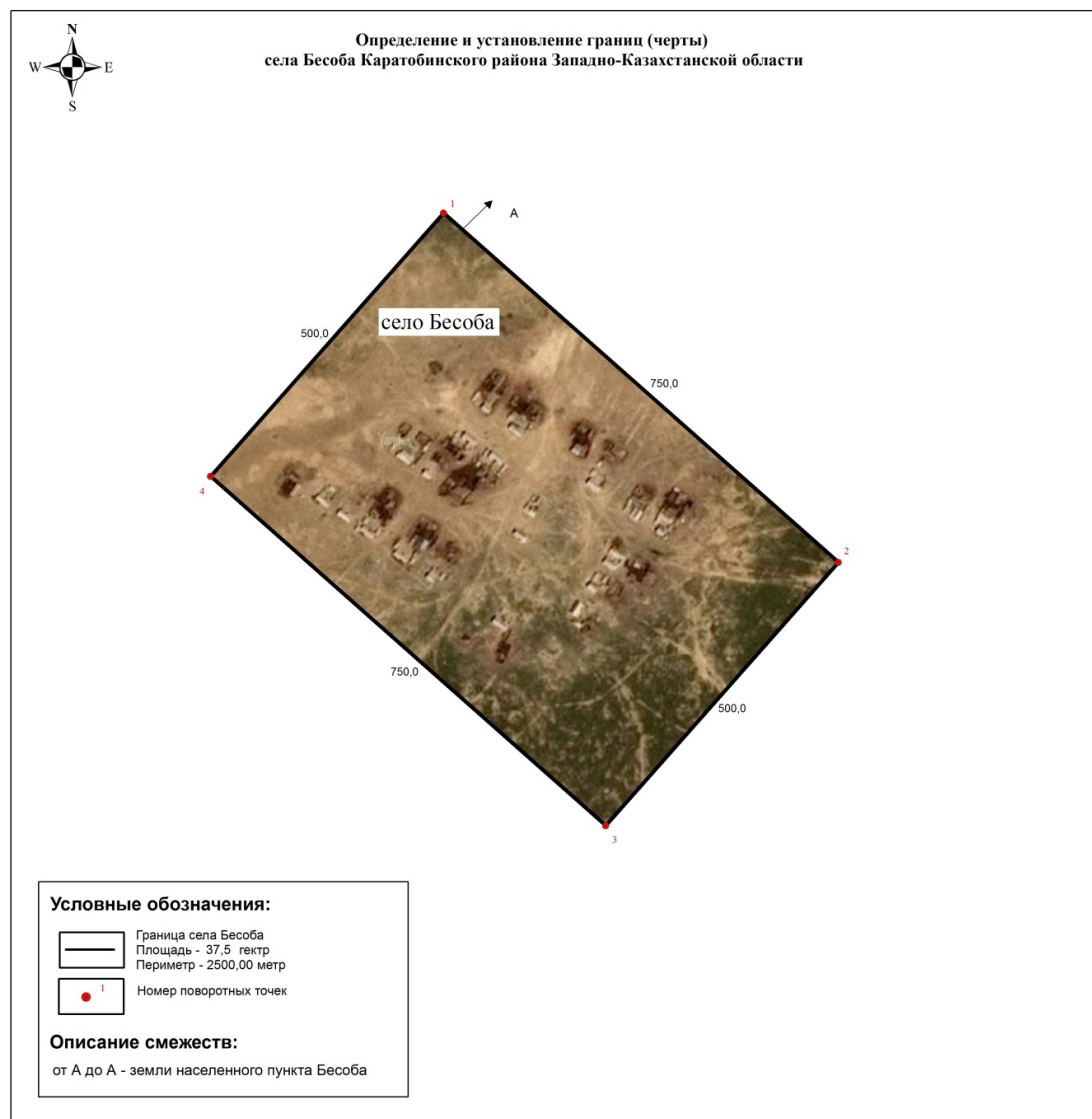 Определение и установление границ (черты)
села Бесоба Каратобинского района Западно-Казахстанской области
N
W
E
S
1
A
село Бесоба
500,0
750,0
4
2
750,0
500,0
3
Условные обозначения:
Граница села Бесоба
Площадь - 37,5 гектр
Периметр - 2500,00 метр
1
Номер поворотных точек
Описание смежеств:
от А до А - земли населенного пункта Бесоба